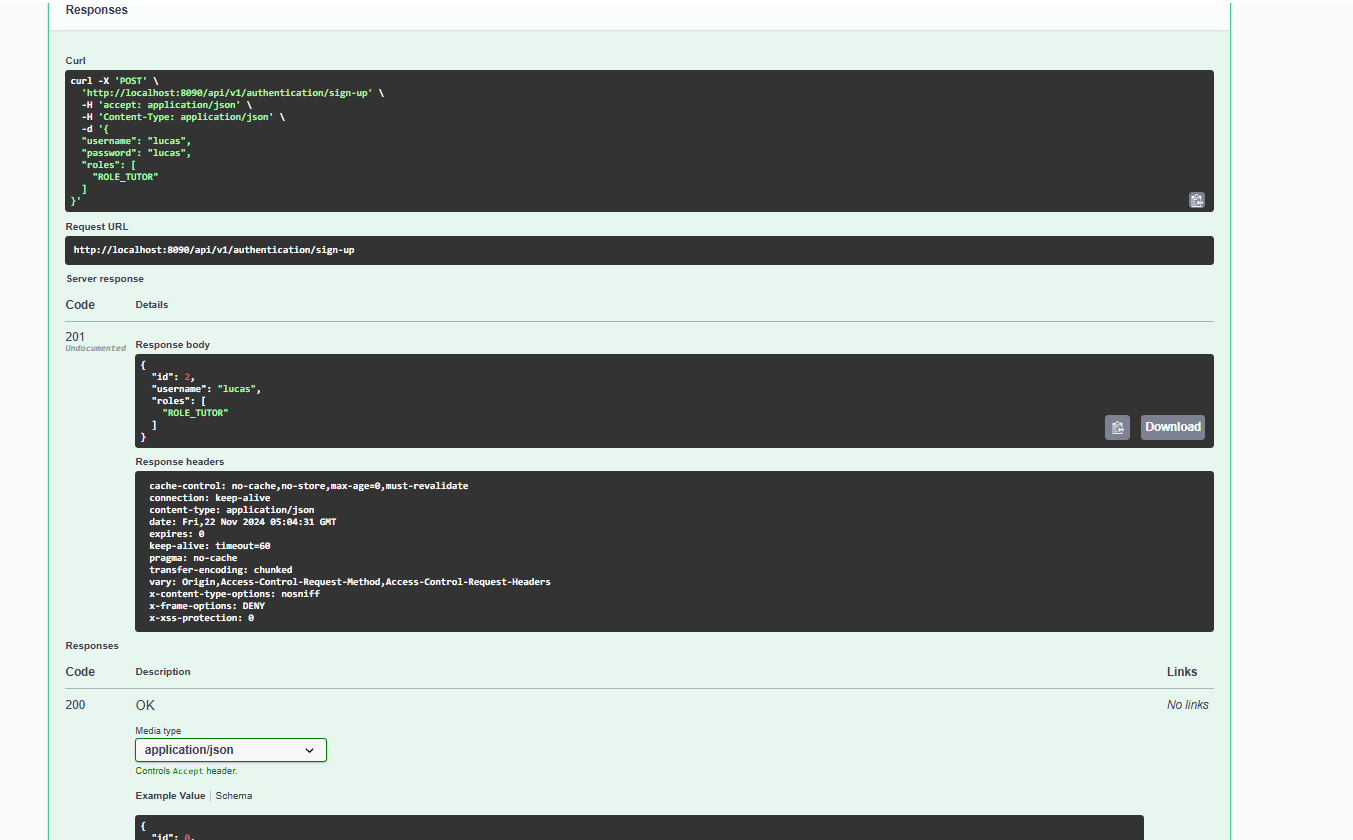 Responses
Curl
curl -X 'POST' \
  'http://localhost:8090/api/v1/authentication/sign-up' \
  -H 'accept: application/json' \
  -H 'Content-Type: application/json' \
  -d '{
  "username": "lucas",
  "password": "lucas",
  "roles": [
    "ROLE_TUTOR"
  ]
}'
Request URL
http://localhost:8090/api/v1/authentication/sign-up
Server response
Code Details
201
Undocumented
Response body
{
  "id": 2,
  "username": "lucas",
  "roles": [
    "ROLE_TUTOR"
  ]
}
Download
Response headers
cache-control: no-cache,no-store,max-age=0,must-revalidate
connection: keep-alive
content-type: application/json
date: Fri,22 Nov 2024 05:04:31 GMT
expires: 0
keep-alive: timeout=60
pragma: no-cache
transfer-encoding: chunked
vary: Origin,Access-Control-Request-Method,Access-Control-Request-Headers
x-content-type-options: nosniff
x-frame-options: DENY
x-xss-protection: 0
Responses
Code Description Links
200 OK No links
Media type
application/json
Controls Accept header.
Example Value Schema
{
  "id": 0,